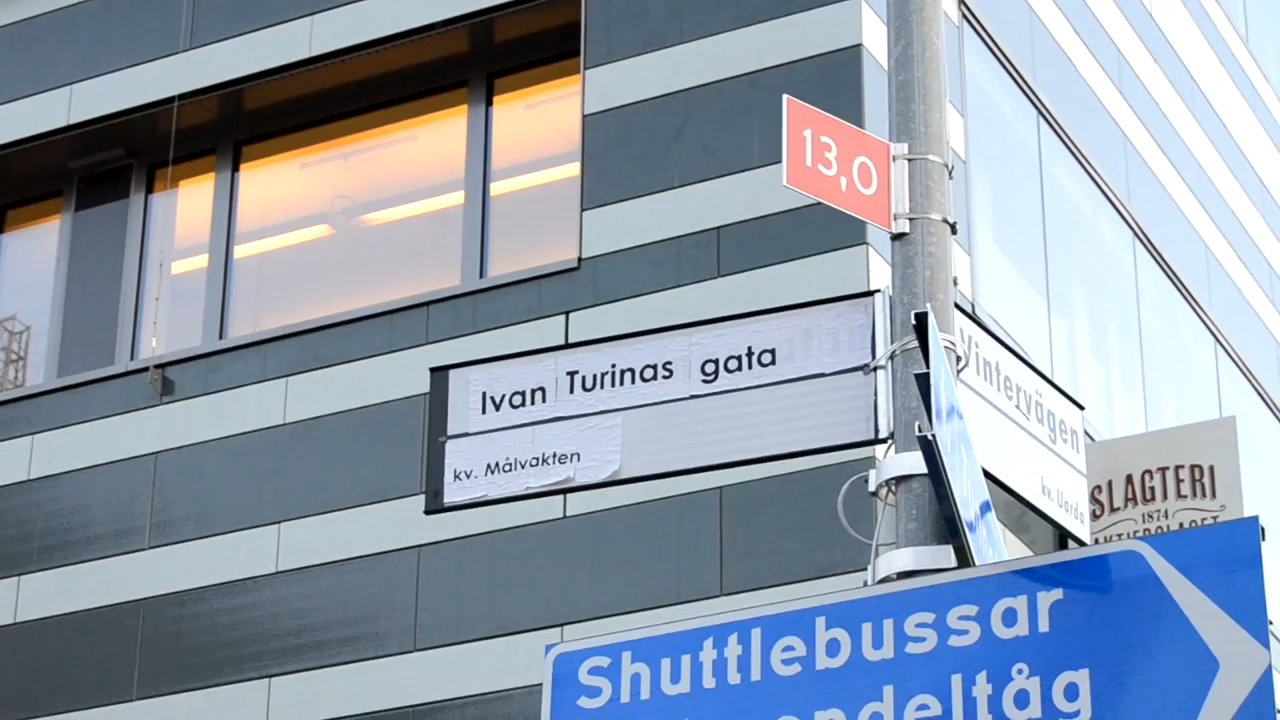 13,0
Ivan Turinas gata
kv. Målvakten
Vintervägen
kv. Uarda
SLAGTERI
1874
Shuttlebussar